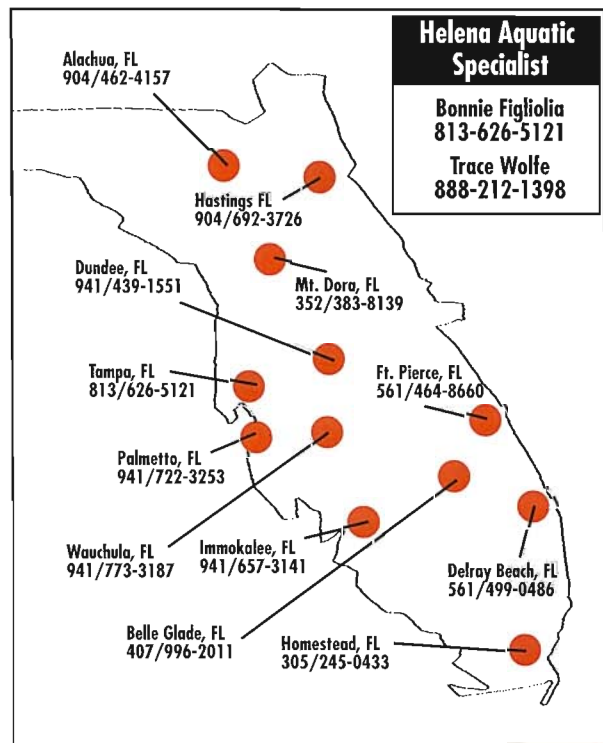 Helena Aquatic
Specialist
Bonnie Figliolia
813-626-5121
Trace Wolfe
888-212-1398
Alachua, FL
904/462-4157
Hastings FL
904/692-3726
Mt. Dora, FL
352/383-8139
Dundee, FL
941/439-1551
Tampa, FL
813/626-5121
Ft. Pierce, FL
561/464-8660
Palmetto, FL
941/722-3253
Wauchula, FL
941/773-3187
Immokalee, FL
941/657-3141
Delray Beach, FL
561/499-0486
Belle Glade, FL
407/996-2011
Homestead, FL
305/245-0433